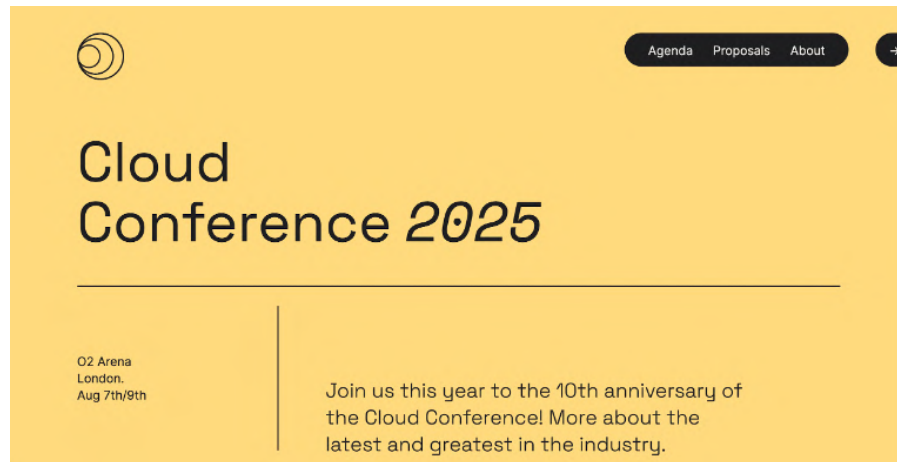 Agenda Proposals About →
Cloud
Conference 2025
O2 Arena
London.
Aug 7th/9th
Join us this year to the 10th anniversary of
the Cloud Conference! More about the
latest and greatest in the industry.